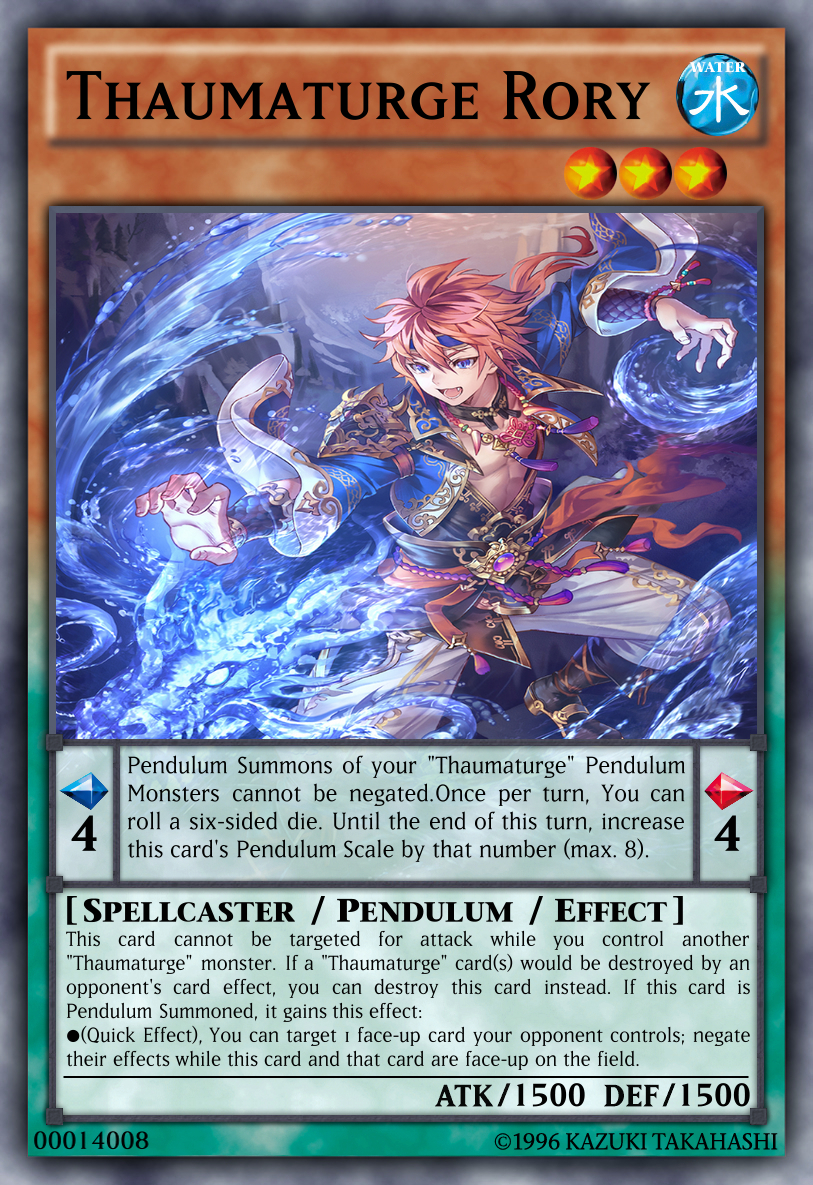 Thaumaturge Rory
WATER
水
Pendulum Summons of your "Thaumaturge" Pendulum
Monsters cannot be negated.Once per turn, You can
roll a six-sided die. Until the end of this turn, increase
this card's Pendulum Scale by that number (max. 8).
4
4
[ Spellcaster / Pendulum / Effect ]
This card cannot be targeted for attack while you control another
"Thaumaturge" monster. If a "Thaumaturge" card(s) would be destroyed by an
opponent's card effect, you can destroy this card instead. If this card is
Pendulum Summoned, it gains this effect:
●(Quick Effect), You can target 1 face-up card your opponent controls; negate
their effects while this card and that card are face-up on the field.
ATK/1500 DEF/1500
00014008
©1996 KAZUKI TAKAHASHI